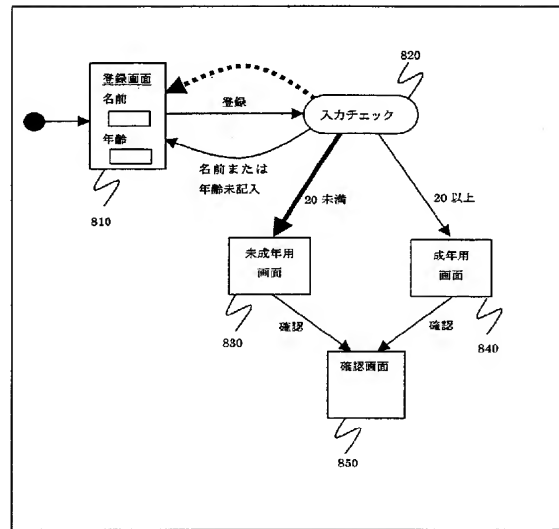 820
登録画面
名前
年齢
登録
入力チェック
名前または
年齢未記入
810
20 未満
20 以上
未成年用
画面
成年用
画面
830
確認
確認
840
確認画面
850